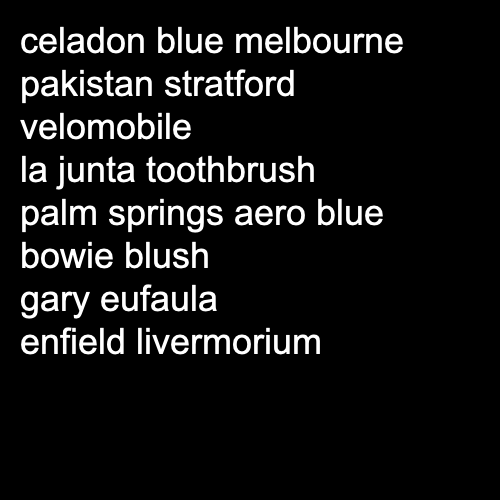 celadon blue melbourne
pakistan stratford
velomobile
la junta toothbrush
palm springs aero blue
bowie blush
gary eufaula
enfield livermorium